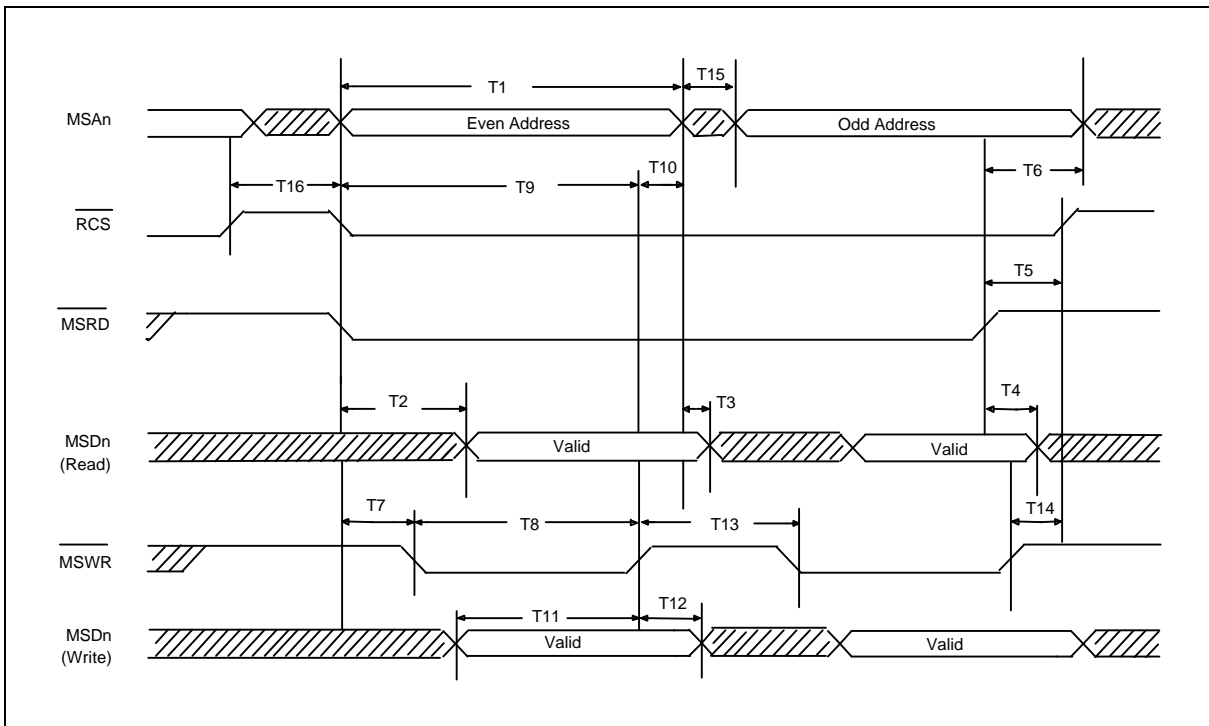 T1
T15
MSAn
Even Address
Odd Address
T16
T9
T10
T6
RCS
T5
MSRD
T2
T3
T4
MSDn
(Read)
Valid
Valid
T7
T8
T13
T14
MSWR
T11
T12
MSDn
(Write)
Valid
Valid